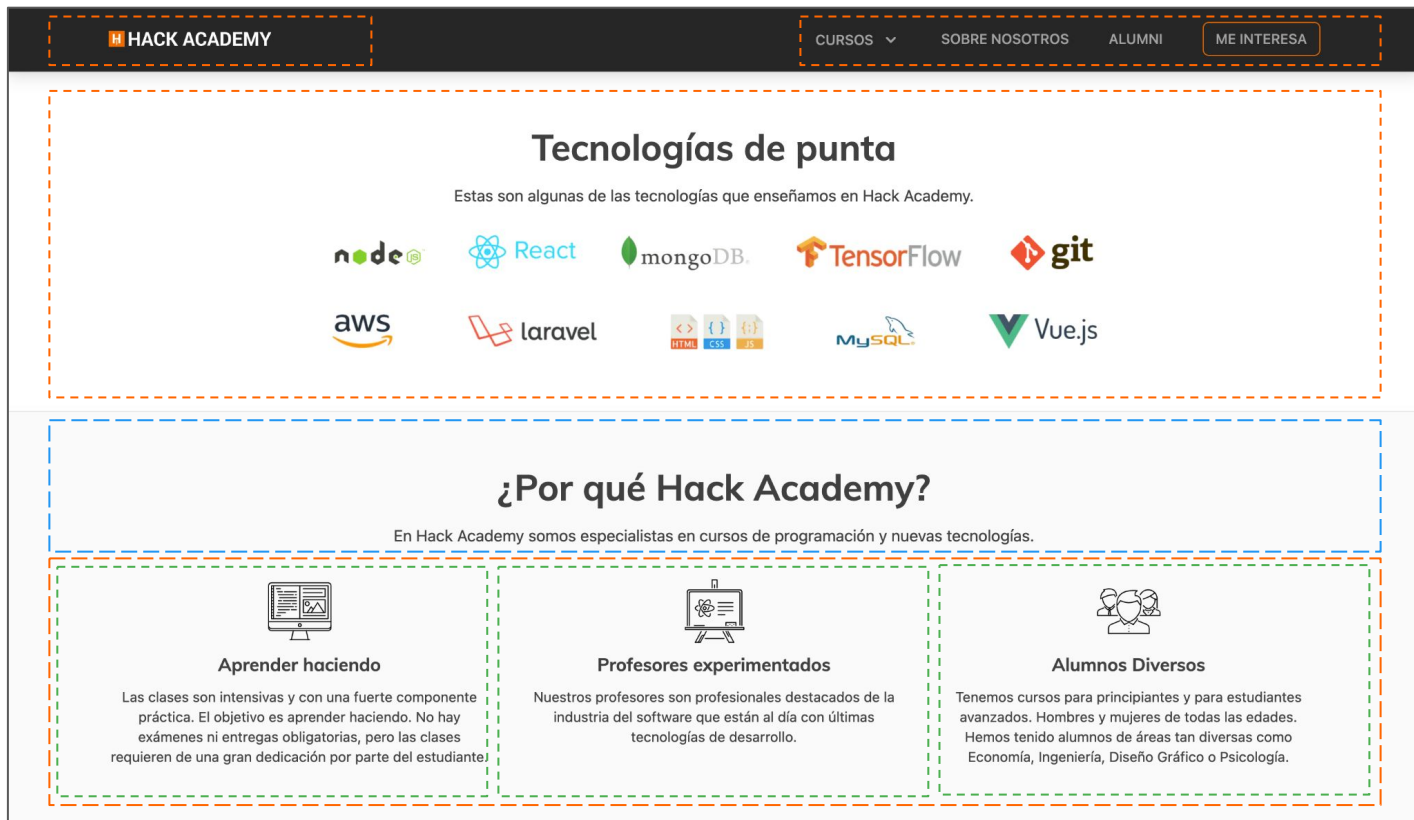 H HACK ACADEMY
CURSOS SOBRE NOSOTROS ALUMNI ME INTERESA
Tecnologías de punta
Estas son algunas de las tecnologías que enseñamos en Hack Academy.
node JS React mongoDB. TensorFlow git
aws laravel < > HTML { } CSS {:} JS MySQL Vue.js
¿Por qué Hack Academy?
En Hack Academy somos especialistas en cursos de programación y nuevas tecnologías.
Aprender haciendo
Las clases son intensivas y con una fuerte componente
práctica. El objetivo es aprender haciendo. No hay
exámenes ni entregas obligatorias, pero las clases
requieren de una gran dedicación por parte del estudiante.
Profesores experimentados
Nuestros profesores son profesionales destacados de la
industria del software que están al día con últimas
tecnologías de desarrollo.
Alumnos Diversos
Tenemos cursos para principiantes y para estudiantes
avanzados. Hombres y mujeres de todas las edades.
Hemos tenido alumnos de áreas tan diversas como
Economía, Ingeniería, Diseño Gráfico o Psicología.